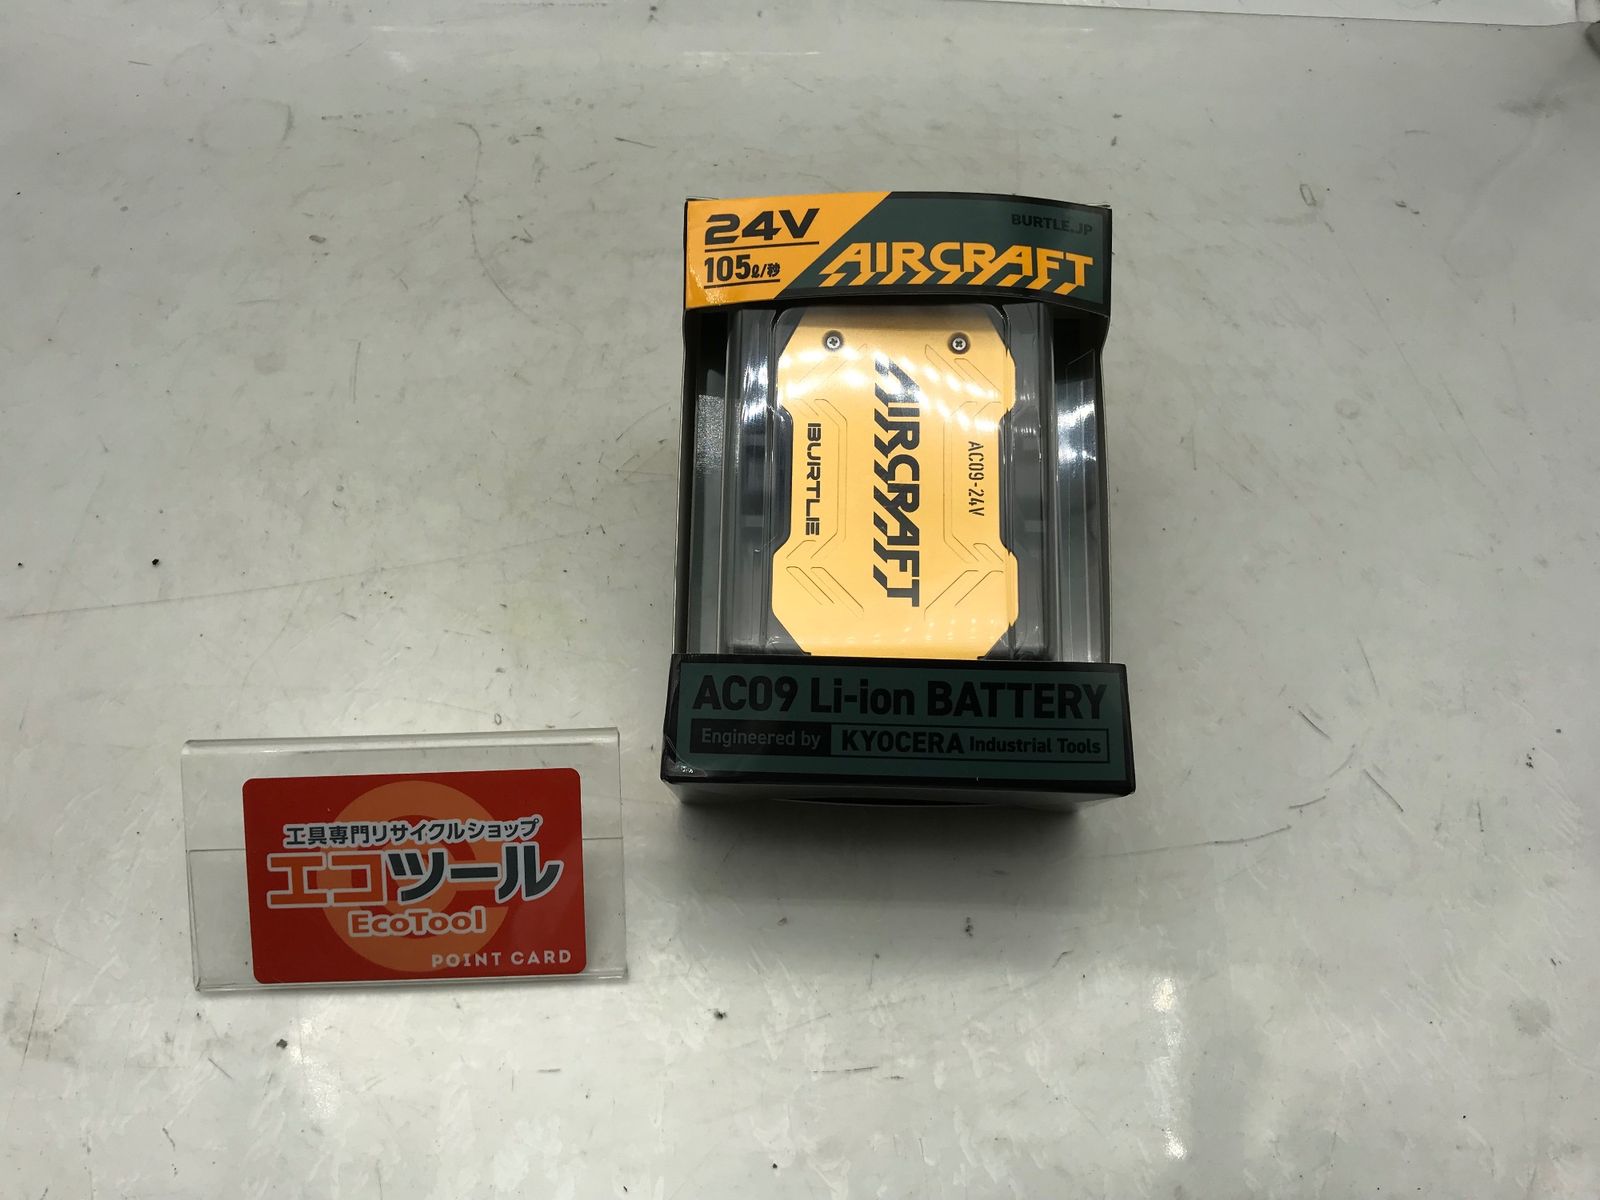 24V
105ℓ/秒
BURTLE.JP
AIRCRAFT
AC09-24V
AIRCRAFT
BURTLE
AC09 Li-ion BATTERY
Engineered by KYOCERA Industrial Tools
工具専門リサイクルショップ
エコツール
EcoTool
POINT CARD